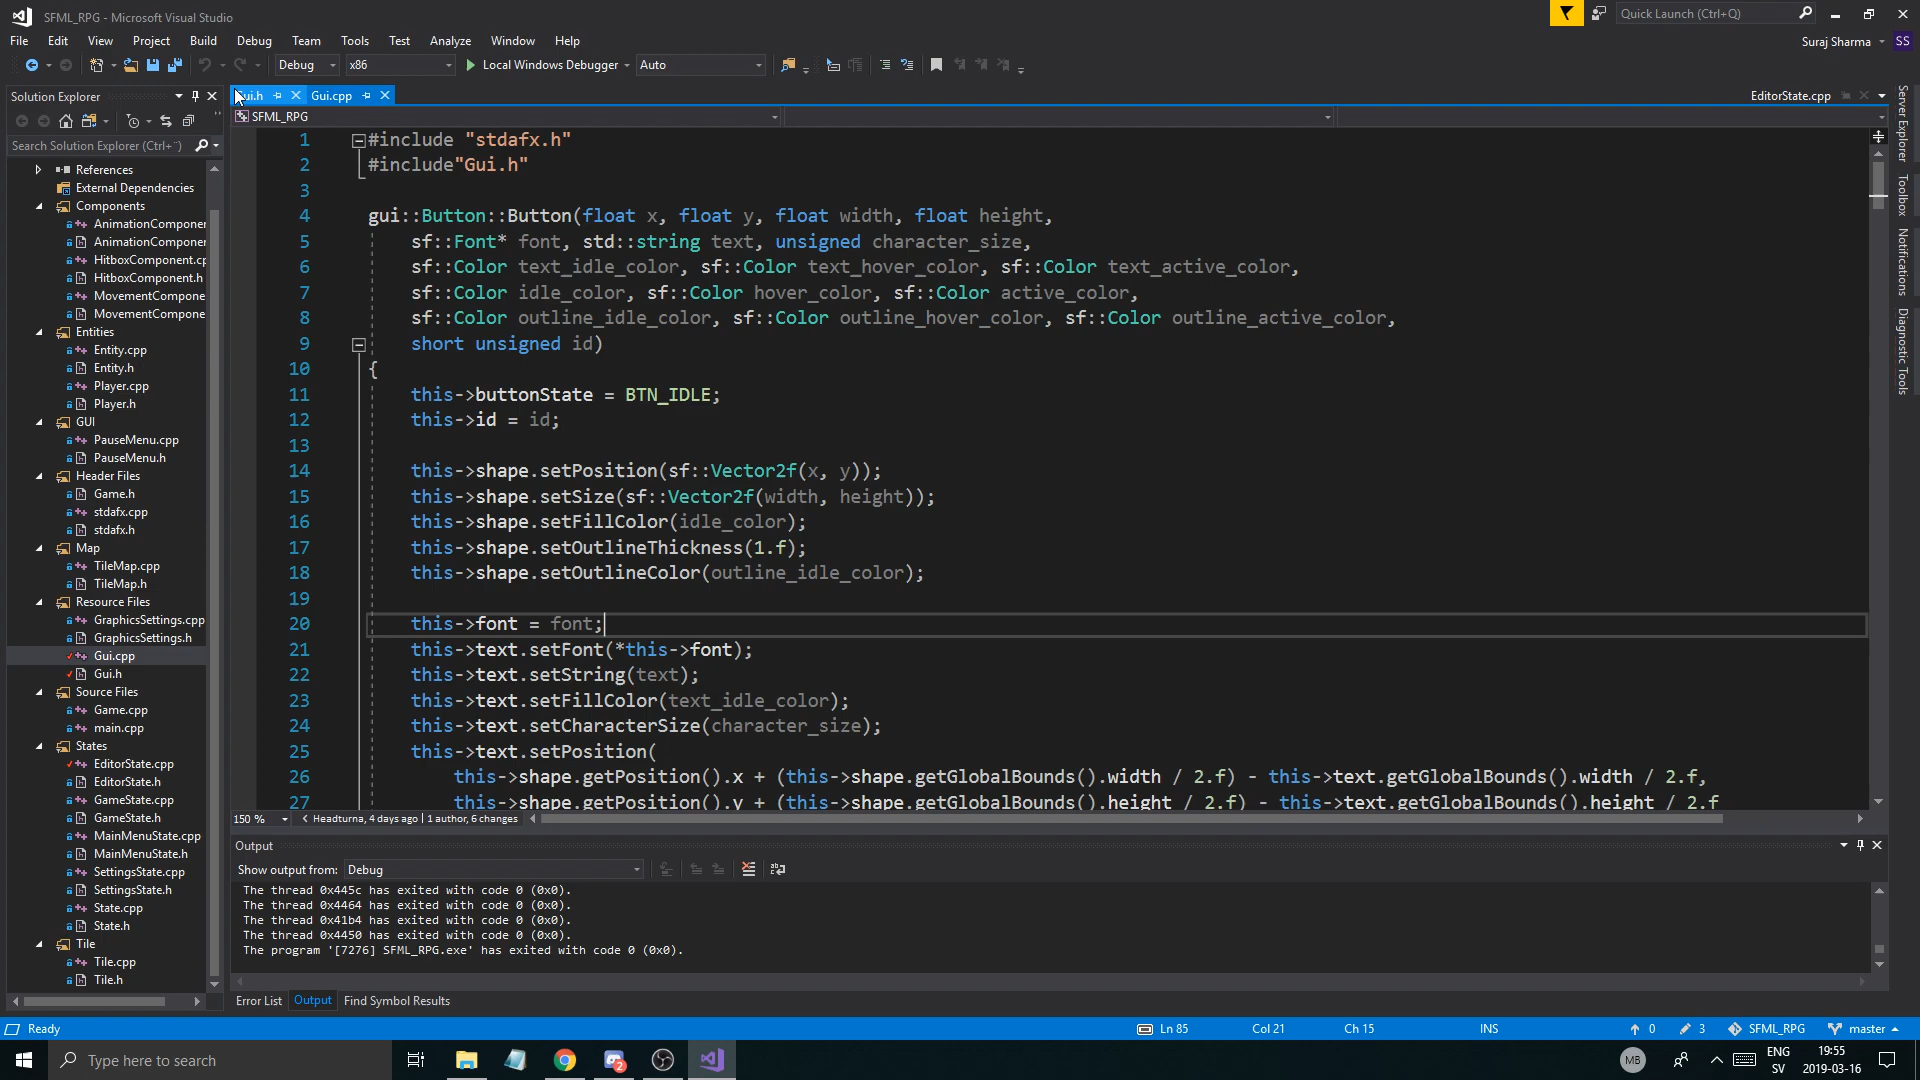 SFML_RPG - Microsoft Visual Studio
Quick Launch (Ctrl+Q)
File Edit View Project Build Debug Team Tools Test Analyze Window Help
Suraj Sharma SS
Debug x86 Local Windows Debugger Auto
Solution Explorer
Gui.h Gui.cpp EditorState.cpp
SFML_RPG
Search Solution Explorer (Ctrl+¨)
References
External Dependencies
Components
AnimationComponen
AnimationComponen
HitboxComponent.cp
HitboxComponent.h
MovementCompone
MovementCompone
Entities
Entity.cpp
Entity.h
Player.cpp
Player.h
GUI
PauseMenu.cpp
PauseMenu.h
Header Files
Game.h
stdafx.cpp
stdafx.h
Map
TileMap.cpp
TileMap.h
Resource Files
GraphicsSettings.cpp
GraphicsSettings.h
Gui.cpp
Gui.h
Source Files
Game.cpp
main.cpp
States
EditorState.cpp
EditorState.h
GameState.cpp
GameState.h
MainMenuState.cpp
MainMenuState.h
SettingsState.cpp
SettingsState.h
State.cpp
State.h
Tile
Tile.cpp
Tile.h
1 #include "stdafx.h"
2 #include"Gui.h"
3
4 gui::Button::Button(float x, float y, float width, float height,
5 sf::Font* font, std::string text, unsigned character_size,
6 sf::Color text_idle_color, sf::Color text_hover_color, sf::Color text_active_color,
7 sf::Color idle_color, sf::Color hover_color, sf::Color active_color,
8 sf::Color outline_idle_color, sf::Color outline_hover_color, sf::Color outline_active_color,
9 short unsigned id)
10 {
11 this->buttonState = BTN_IDLE;
12 this->id = id;
13
14 this->shape.setPosition(sf::Vector2f(x, y));
15 this->shape.setSize(sf::Vector2f(width, height));
16 this->shape.setFillColor(idle_color);
17 this->shape.setOutlineThickness(1.f);
18 this->shape.setOutlineColor(outline_idle_color);
19
20 this->font = font;
21 this->text.setFont(*this->font);
22 this->text.setString(text);
23 this->text.setFillColor(text_idle_color);
24 this->text.setCharacterSize(character_size);
25 this->text.setPosition(
26 this->shape.getPosition().x + (this->shape.getGlobalBounds().width / 2.f) - this->text.getGlobalBounds().width / 2.f,
27 this->shape.getPosition().y + (this->shape.getGlobalBounds().height / 2.f) - this->text.getGlobalBounds().height / 2.f
150 % Headturna, 4 days ago | 1 author, 6 changes
Output
Show output from: Debug
The thread 0x445c has exited with code 0 (0x0).
The thread 0x4464 has exited with code 0 (0x0).
The thread 0x41b4 has exited with code 0 (0x0).
The thread 0x4450 has exited with code 0 (0x0).
The program '[7276] SFML_RPG.exe' has exited with code 0 (0x0).
Error List Output Find Symbol Results
Server Explorer
Toolbox
Notifications
Diagnostic Tools
Ready Ln 85 Col 21 Ch 15 INS 0 3 SFML_RPG master
Type here to search
2
MB
ENG
SV
19:55
2019-03-16